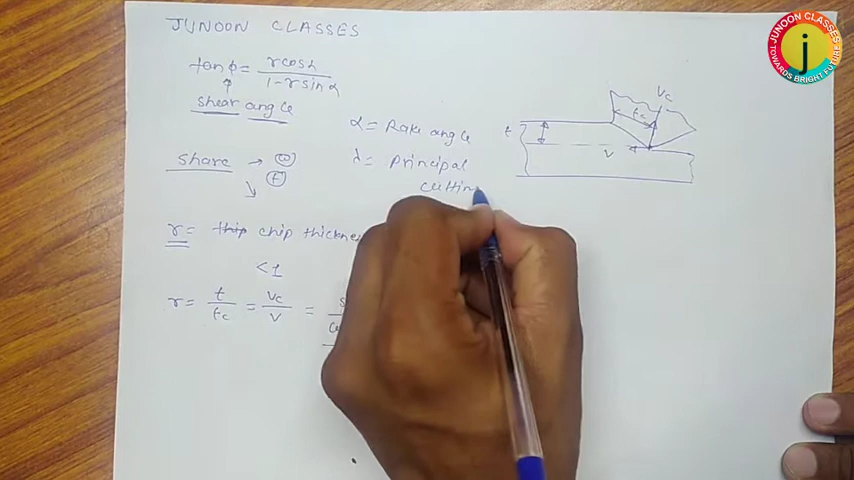 JUNOON CLASSES
tan φ = r cos α / 1 - r sin α
shear angle
α = Rake angle
λ = Principal
cuttin
share → ω
t
r = chip thickness
< 1
r = t / tc = Vc / V =
t
tc
Vc
V
JUNOON CLASSES
j
TOWARDS BRIGHT FUTURE